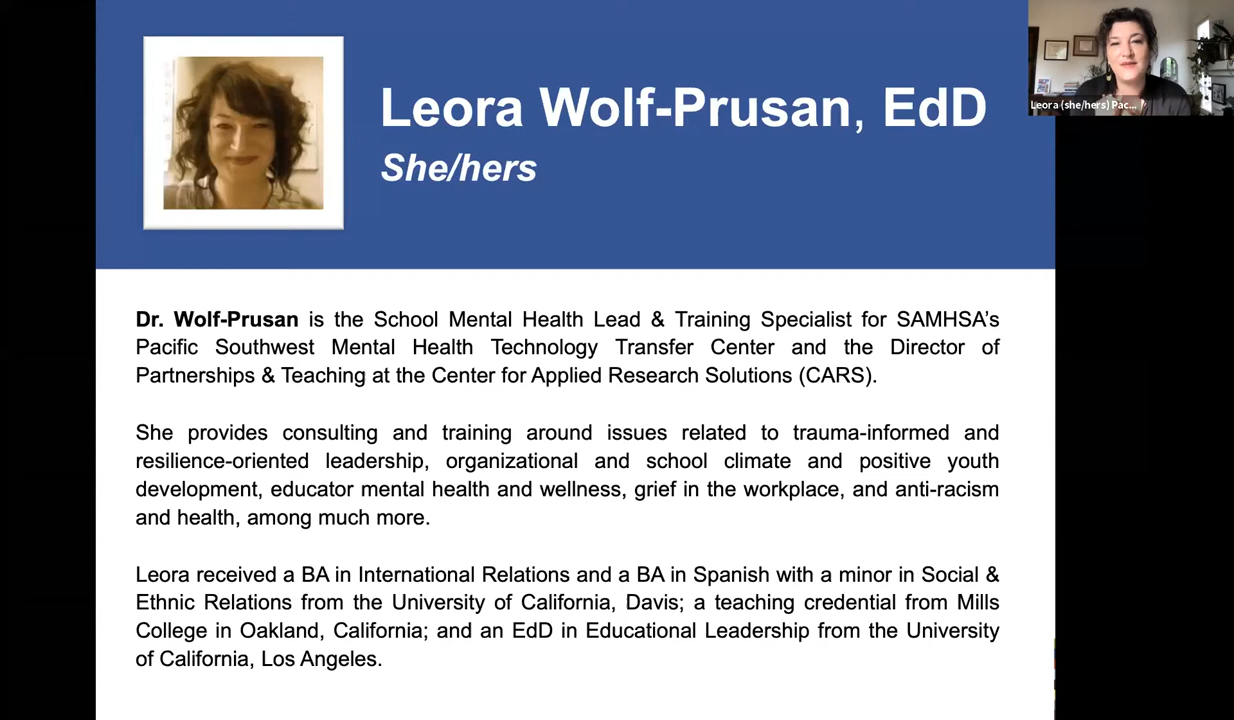 Leora Wolf-Prusan, EdD
She/hers
Leora (she/hers) Pac...
Dr. Wolf-Prusan is the School Mental Health Lead & Training Specialist for SAMHSA's
Pacific Southwest Mental Health Technology Transfer Center and the Director of
Partnerships & Teaching at the Center for Applied Research Solutions (CARS).
She provides consulting and training around issues related to trauma-informed and
resilience-oriented leadership, organizational and school climate and positive youth
development, educator mental health and wellness, grief in the workplace, and anti-racism
and health, among much more.
Leora received a BA in International Relations and a BA in Spanish with a minor in Social &
Ethnic Relations from the University of California, Davis; a teaching credential from Mills
College in Oakland, California; and an EdD in Educational Leadership from the University
of California, Los Angeles.